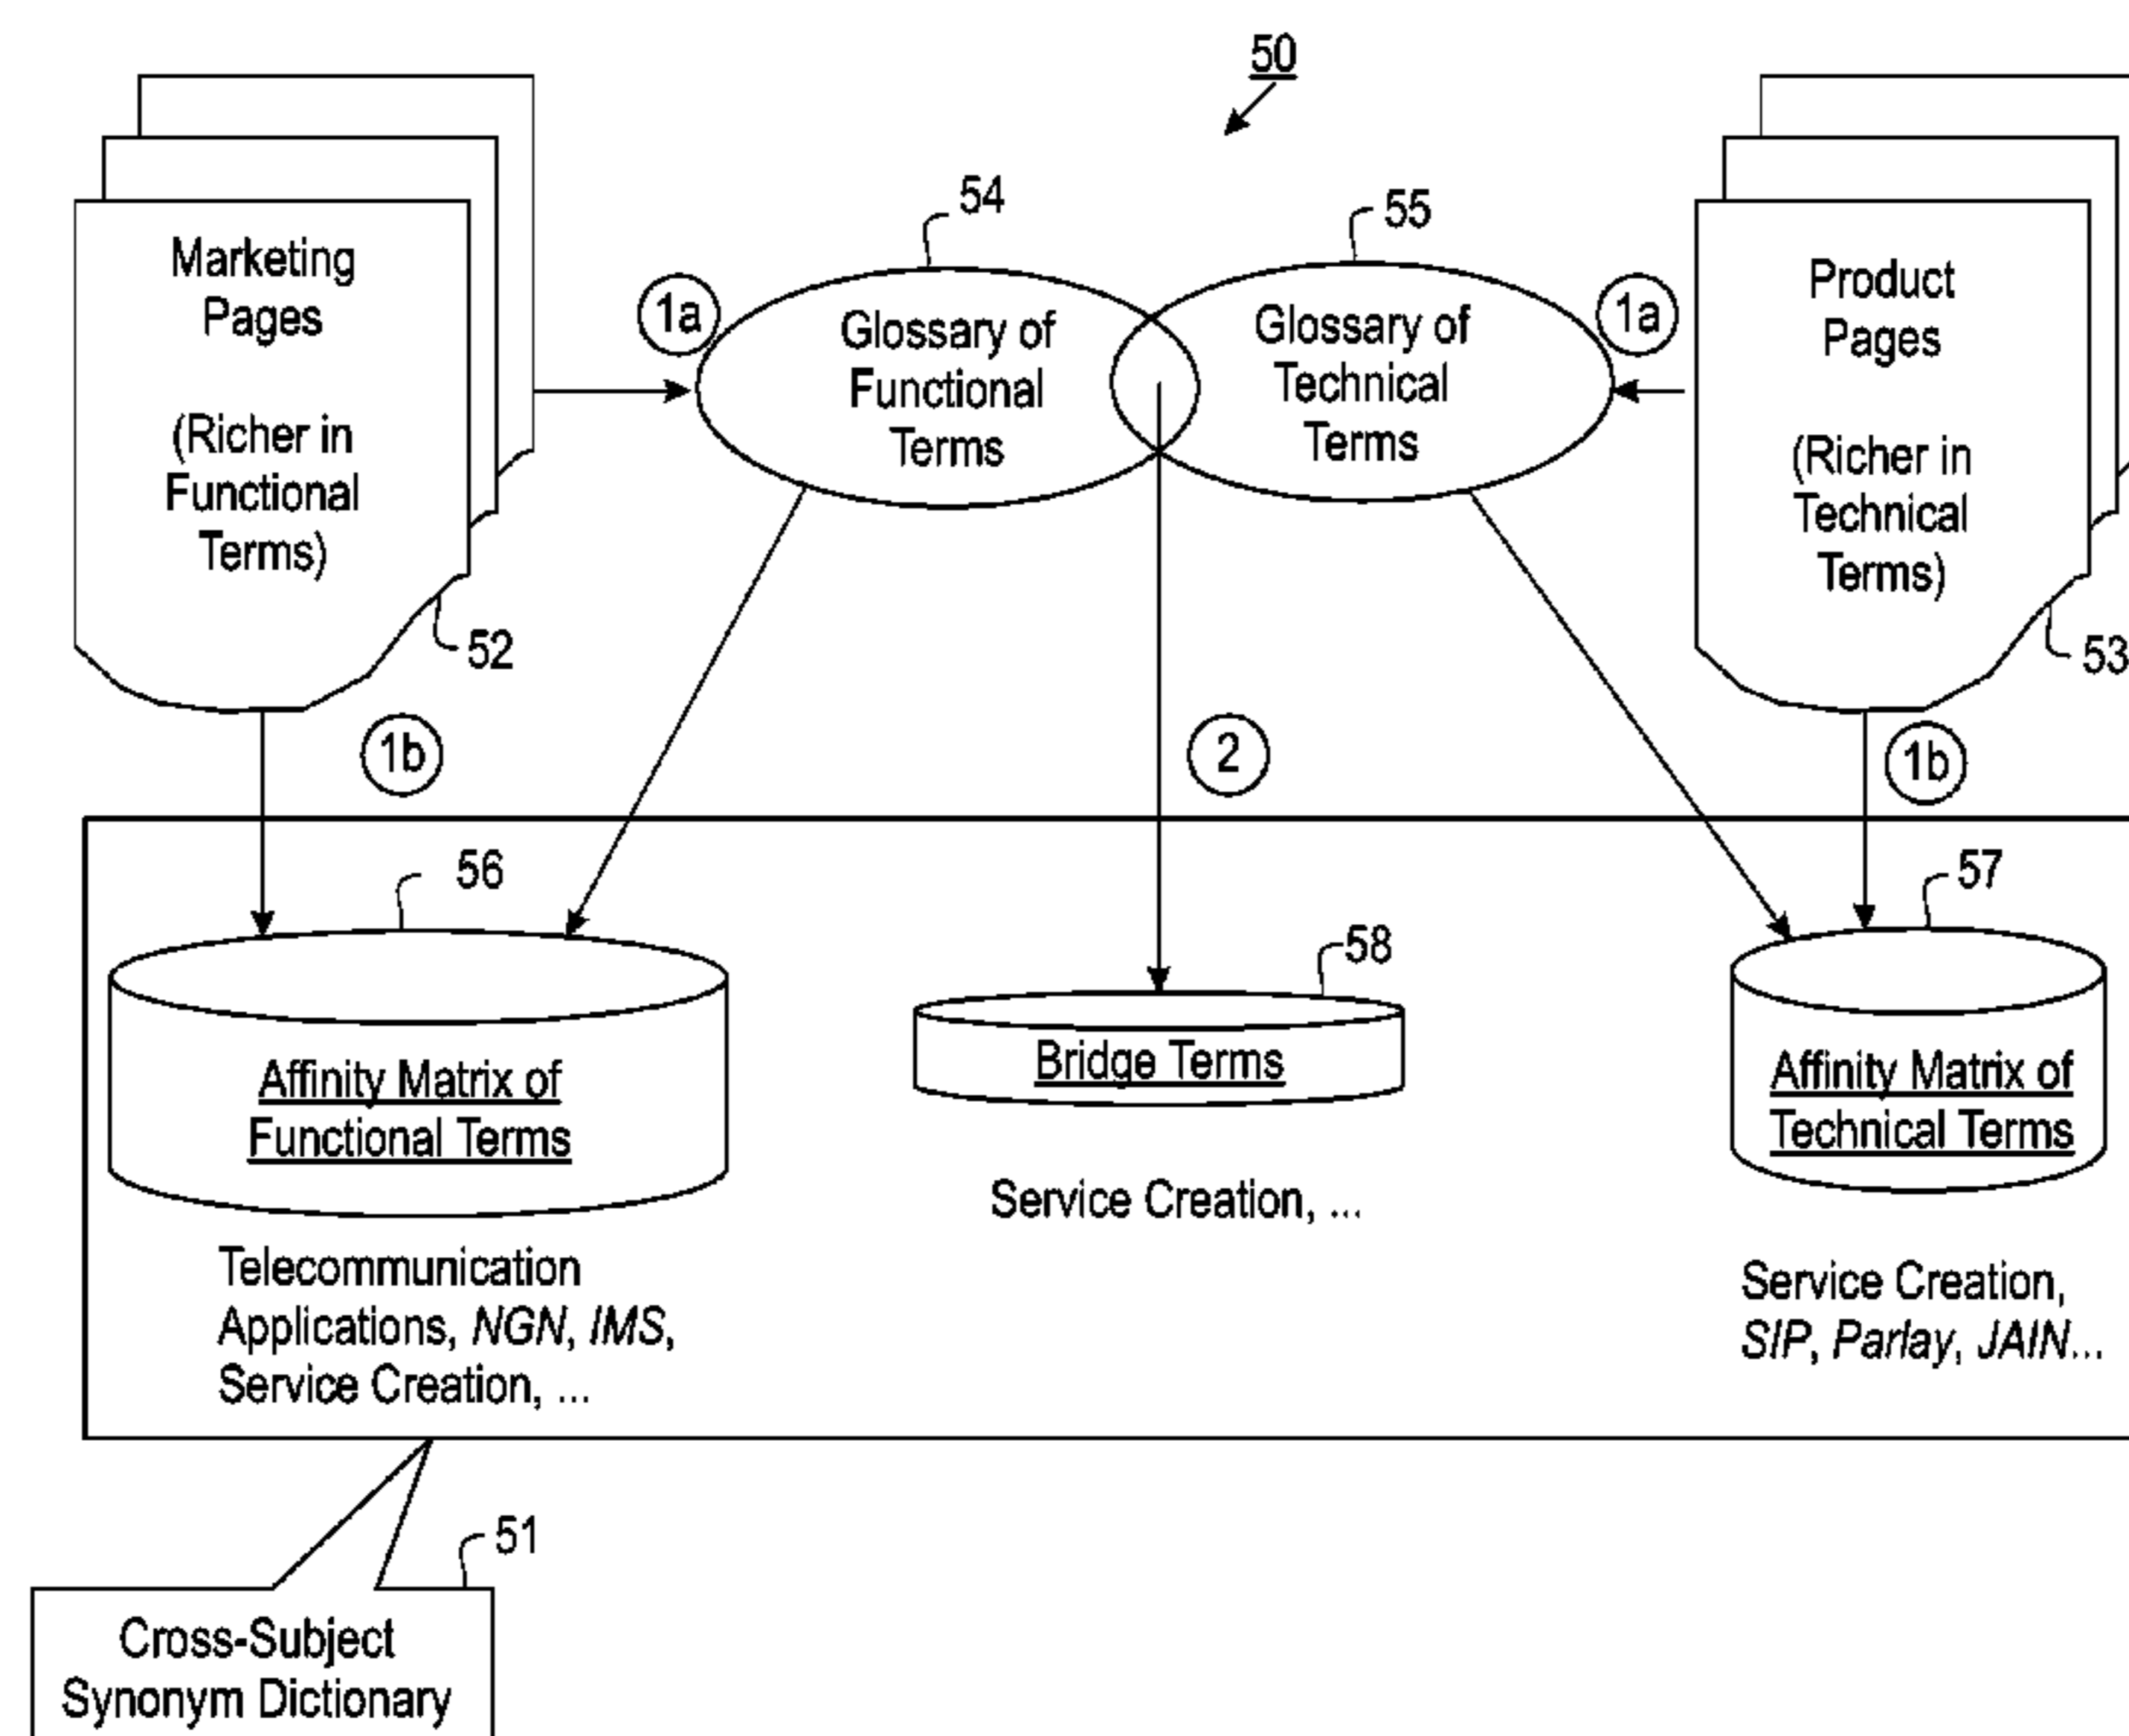 50
54
55
Marketing
Pages
(Richer in
Functional
Terms)
52
1a
Glossary of
Functional
Terms
Glossary of
Technical
Terms
1a
Product
Pages
(Richer in
Technical
Terms)
53
1b
2
1b
56
Affinity Matrix of
Functional Terms
Telecommunication
Applications, NGN, IMS,
Service Creation, ...
58
Bridge Terms
Service Creation, ...
57
Affinity Matrix of
Technical Terms
Service Creation,
SIP, Parlay, JAIN...
51
Cross-Subject
Synonym Dictionary